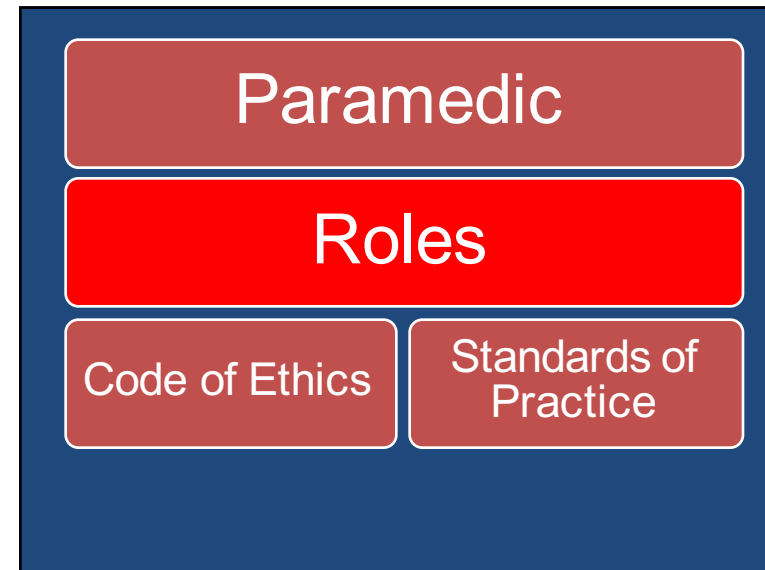 Paramedic
Roles
Code of Ethics
Standards of
Practice